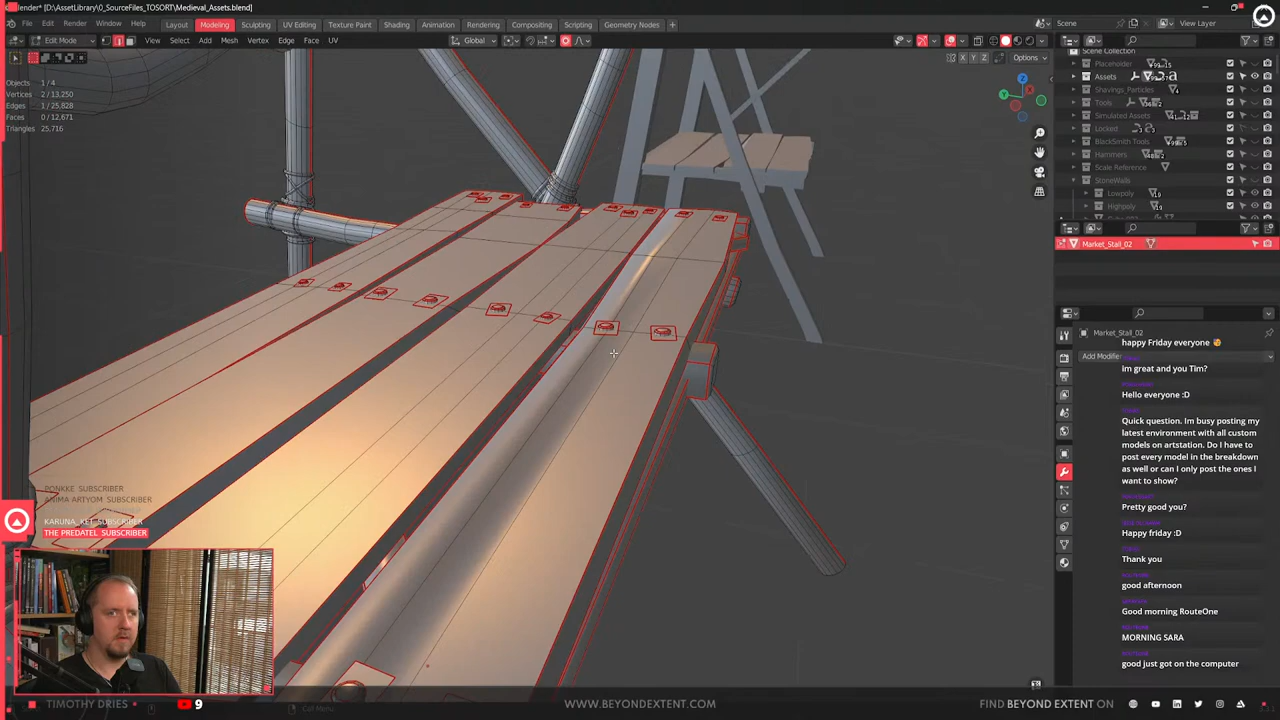 blender* [D:\AssetLibrary\0_SourceFiles_TOSORT\Medieval_Assets.blend]
File Edit Render Window Help
Layout Modeling Sculpting UV Editing Texture Paint Shading Animation Rendering Compositing Scripting Geometry Nodes +
Scene
View Layer
Edit Mode
View Select Add Mesh Vertex Edge Face UV
Global
X Y Z
Options
Objects 1 / 4
Vertices 2 / 13,250
Edges 1 / 25,828
Faces 0 / 12,671
Triangles 25,716
Scene Collection
Placeholder
Assets
Shavings_Particles
Tools
Simulated Assets
Locked
BlackSmith Tools
Hammers
Scale Reference
StoneWalls
Lowpoly
Highpoly
Market_Stall_02
Market_Stall_02
Add Modifier
happy Friday everyone
im great and you Tim?
Hello everyone :D
Quick question. Im busy posting my
latest environment with all custom
models on artstation. Do I have to
post every model in the breakdown
as well or can I only post the ones I
want to show?
Pretty good you?
Happy friday :D
Thank you
good afternoon
Good morning RouteOne
MORNING SARA
good just got on the computer
PONKKE SUBSCRIBER
ANIMA ARTYOM SUBSCRIBER
KARUNA_KET SUBSCRIBER
THE PREDATEL SUBSCRIBER
TIMOTHY DRIES
9
Call Menu
WWW.BEYONDEXTENT.COM
FIND BEYOND EXTENT ON